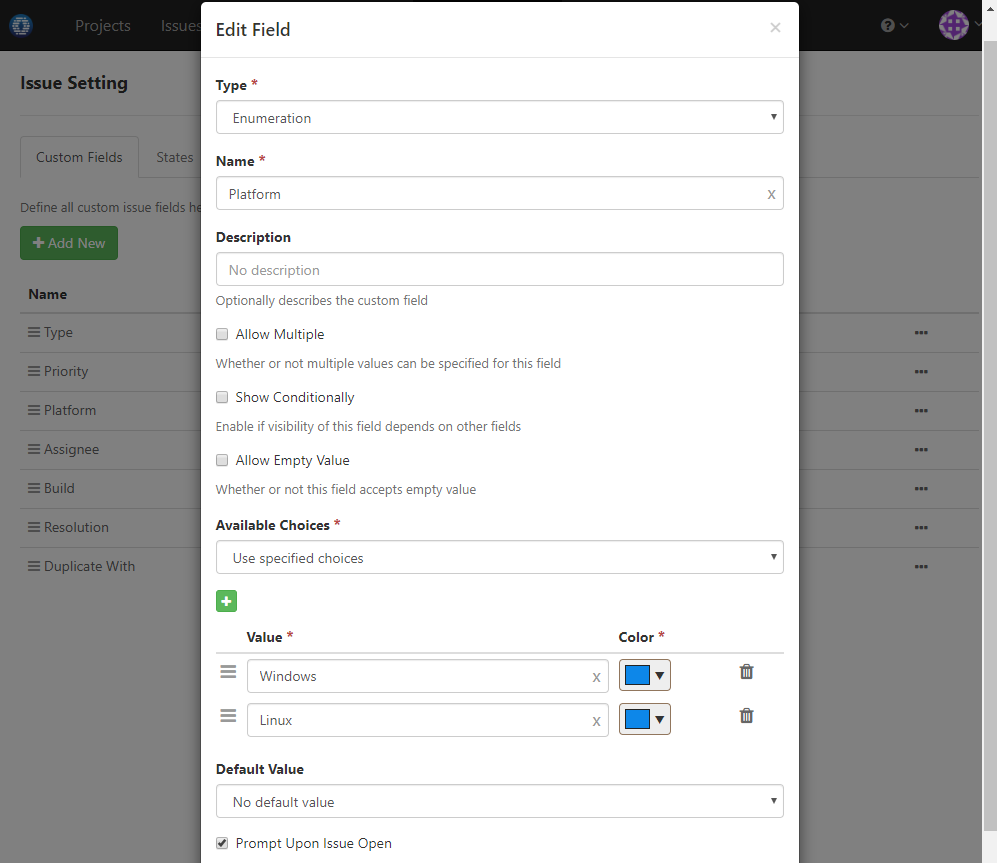 Projects
Issues
Edit Field
×
Issue Setting
Custom Fields
States
Define all custom issue fields he
Add New
Name
Type
Priority
Platform
Assignee
Build
Resolution
Duplicate With
Type *
Enumeration
Name *
Platform x
Description
No description
Optionally describes the custom field
Allow Multiple
Whether or not multiple values can be specified for this field
Show Conditionally
Enable if visibility of this field depends on other fields
Allow Empty Value
Whether or not this field accepts empty value
Available Choices *
Use specified choices
Value * Color *
Windows x
Linux x
Default Value
No default value
Prompt Upon Issue Open